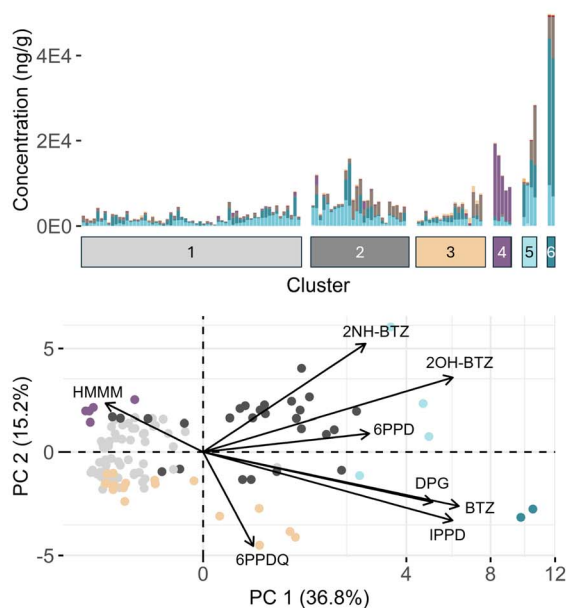 Concentration (ng/g)
4E4
2E4
0E0
1 2 3 4 5 6
Cluster
PC 2 (15.2%)
5
0
-5
2NH-BTZ
2OH-BTZ
HMMM
6PPD
DPG
BTZ
IPPD
6PPDQ
0 4 8 12
PC 1 (36.8%)